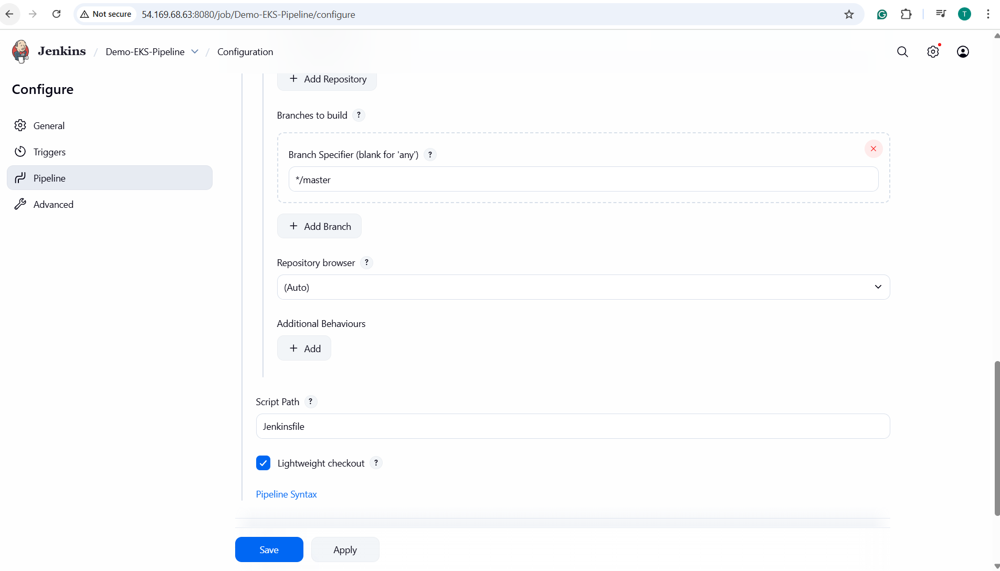 Not secure 54.169.68.63:8080/job/Demo-EKS-Pipeline/configure T
Jenkins / Demo-EKS-Pipeline / Configuration
Configure
General
Triggers
Pipeline
Advanced
+ Add Repository
Branches to build ?
Branch Specifier (blank for 'any') ?
*/master
+ Add Branch
Repository browser ?
(Auto)
Additional Behaviours
+ Add
Script Path ?
Jenkinsfile
Lightweight checkout ?
Pipeline Syntax
Save Apply